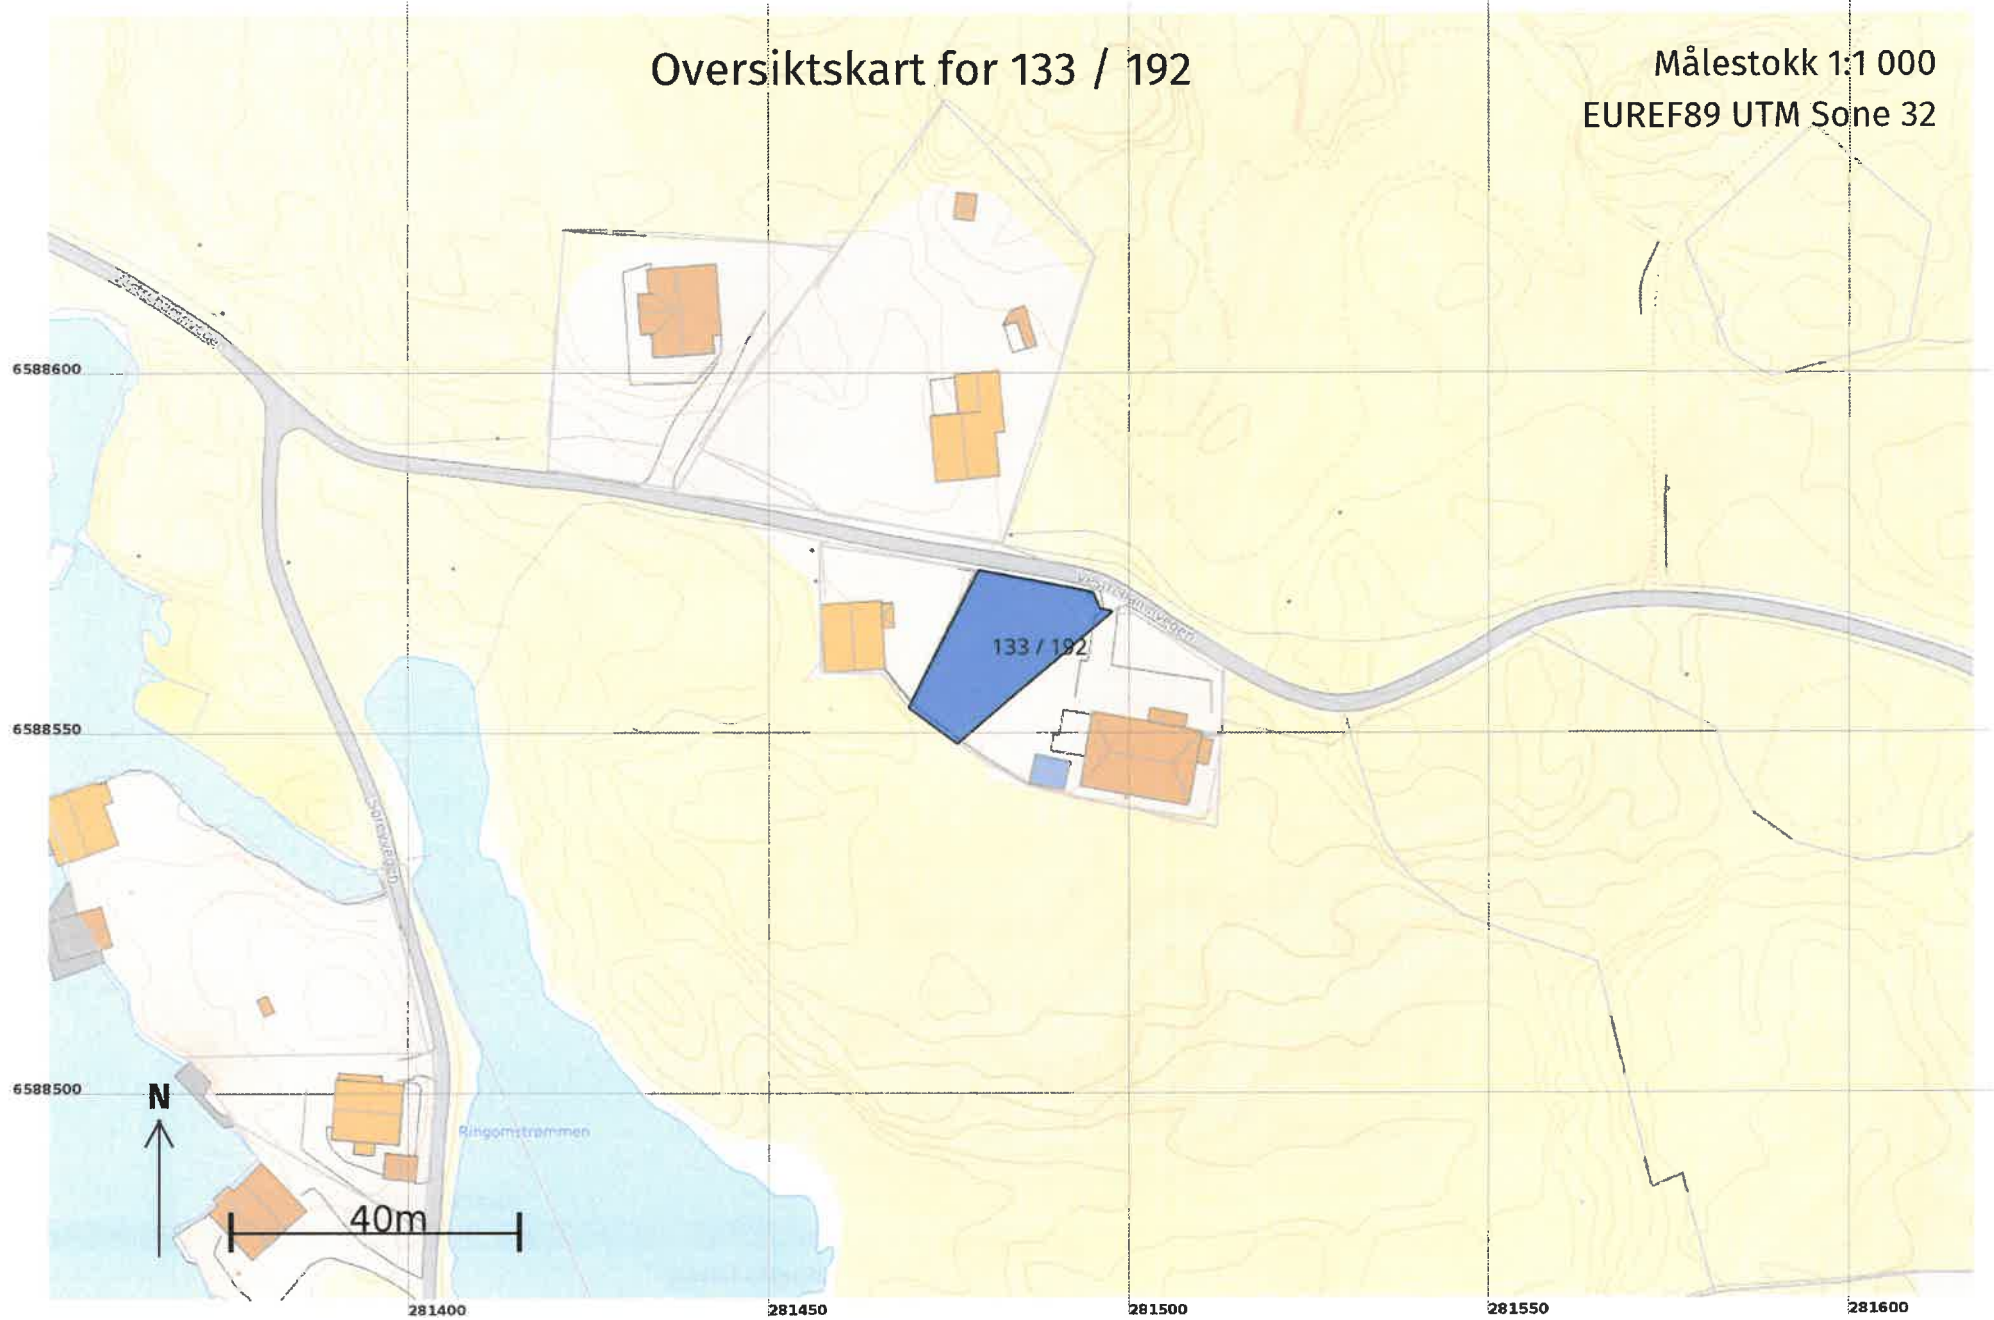 Oversiktskart for 133 / 192
Målestokk 1:1 000
EUREF89 UTM Sone 32
6588600
133 / 192
6588550
6588500
N
Ringomstrømmen
40m
281400
281450
281500
281550
281600